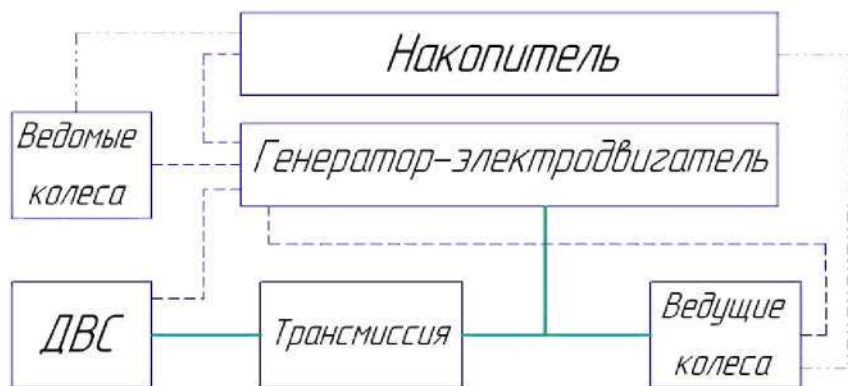 Накопитель
Ведомые
колеса
Генератор-электродвигатель
ДВС
Трансмиссия
Ведущие
колеса